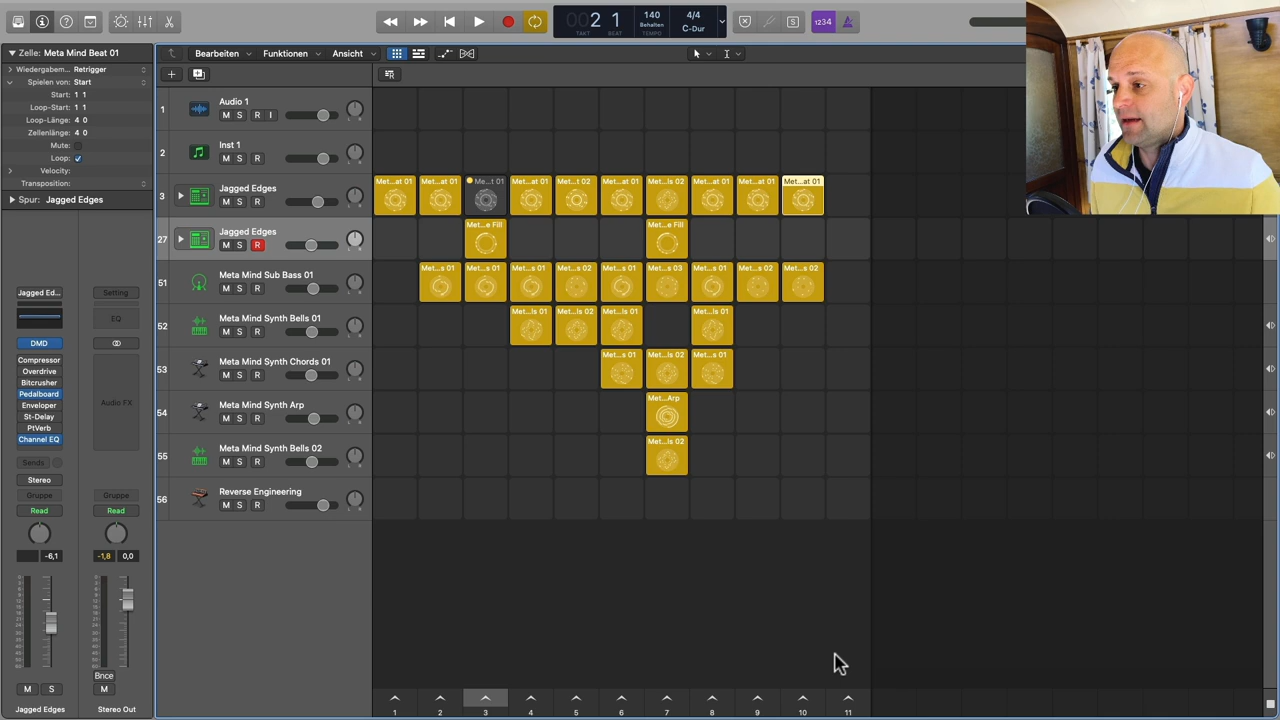 2 1
TAKT
BEAT
140
Behalten
TEMPO
4/4
C-Dur
1234
S
Zelle: Meta Mind Beat 01
Wiedergabem... Retrigger
Spielen von: Start
Start: 1 1
Loop-Start: 1 1
Loop-Länge: 4 0
Zellenlänge: 4 0
Mute:
Loop:
Velocity:
Transposition:
Spur: Jagged Edges
Bearbeiten
Funktionen
Ansicht
1
Audio 1
M S R I
2
Inst 1
M S R
3
Jagged Edges
M S R
Met...at 01
Met...at 01
Me...t 01
Met...at 01
Met...t 02
Met...at 01
Met...ls 02
Met...at 01
Met...at 01
Met...at 01
27
Jagged Edges
M S R
Met...e Fill
Met...e Fill
51
Meta Mind Sub Bass 01
M S R
Met...s 01
Met...s 01
Met...s 01
Met...s 02
Met...s 01
Met...s 03
Met...s 01
Met...s 02
Met...s 02
52
Meta Mind Synth Bells 01
M S R
Met...ls 01
Met...ls 02
Met...ls 01
Met...ls 01
53
Meta Mind Synth Chords 01
M S R
Met...s 01
Met...ls 02
Met...s 01
54
Meta Mind Synth Arp
M S R
Met...Arp
55
Meta Mind Synth Bells 02
M S R
Met...ls 02
56
Reverse Engineering
M S R
1 2 3 4 5 6 7 8 9 10 11
Jagged Ed...
DMD
Compressor
Overdrive
Bitcrusher
Pedalboard
Enveloper
St-Delay
PtVerb
Channel EQ
Sends
Stereo
Gruppe
Read
-6,1
M S
Jagged Edges
Setting
EQ
Audio FX
Gruppe
Read
-1,8 0,0
Bnce
M
Stereo Out